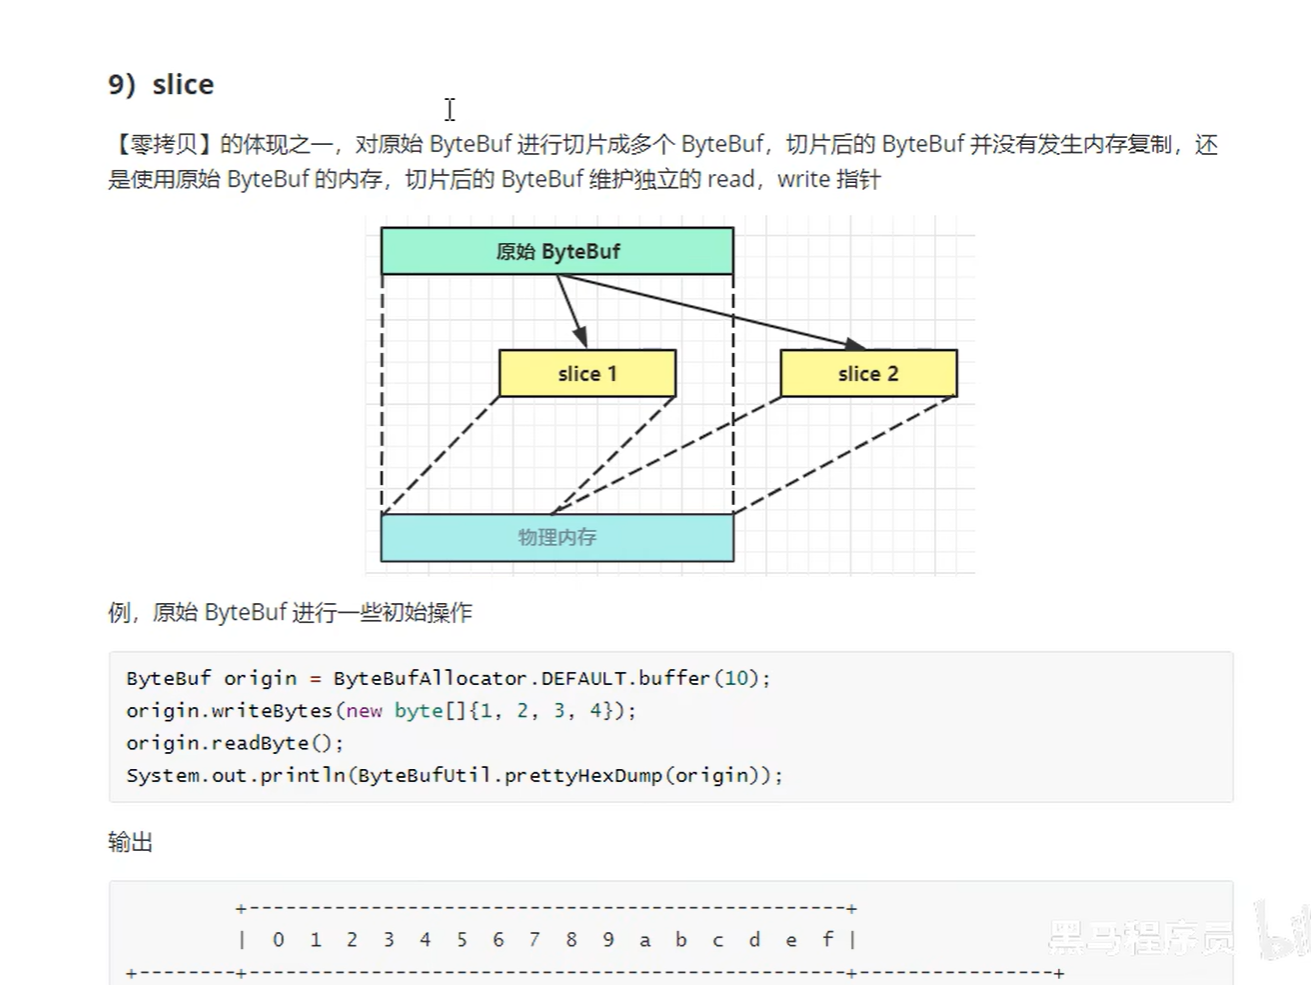 9）slice
【零拷贝】的体现之一，对原始 ByteBuf 进行切片成多个 ByteBuf，切片后的 ByteBuf 并没有发生内存复制，还
是使用原始 ByteBuf 的内存，切片后的 ByteBuf 维护独立的 read，write 指针
原始 ByteBuf
slice 1
slice 2
物理内存
例，原始 ByteBuf 进行一些初始操作
ByteBuf origin = ByteBufAllocator.DEFAULT.buffer(10);
origin.writeBytes(new byte[]{1, 2, 3, 4});
origin.readByte();
System.out.println(ByteBufUtil.prettyHexDump(origin));
输出
+-------------------------------------------------+
| 0 1 2 3 4 5 6 7 8 9 a b c d e f |
+--------+-------------------------------------------------+----------------+
黑马程序员